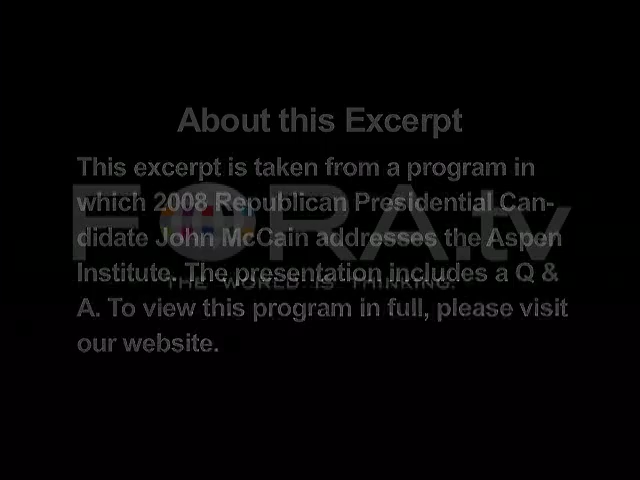 About this Excerpt
This excerpt is taken from a program in
which 2008 Republican Presidential Can-
didate John McCain addresses the Aspen
Institute. The presentation includes a Q &
A. To view this program in full, please visit
our website.
FORA.tv
THE WORLD IS THINKING.